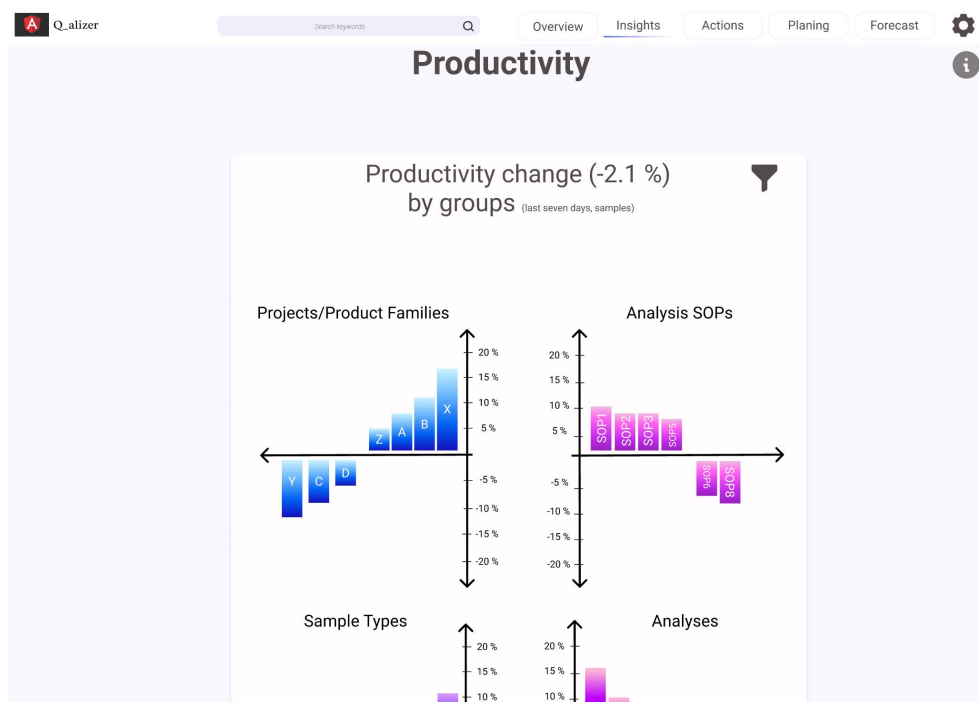 Q_alizer
Search keywords
Overview
Insights
Actions
Planing
Forecast
Productivity
Productivity change (-2.1 %)
by groups (last seven days, samples)
Projects/Product Families
20 %
15 %
10 %
5 %
-5 %
-10 %
-15 %
-20 %
Y
C
D
Z
A
B
X
Analysis SOPs
20 %
15 %
10 %
5 %
-5 %
-10 %
-15 %
-20 %
SOP1
SOP2
SOP3
SOP5
SOP6
SOP8
Sample Types
20 %
15 %
10 %
Analyses
20 %
15 %
10 %